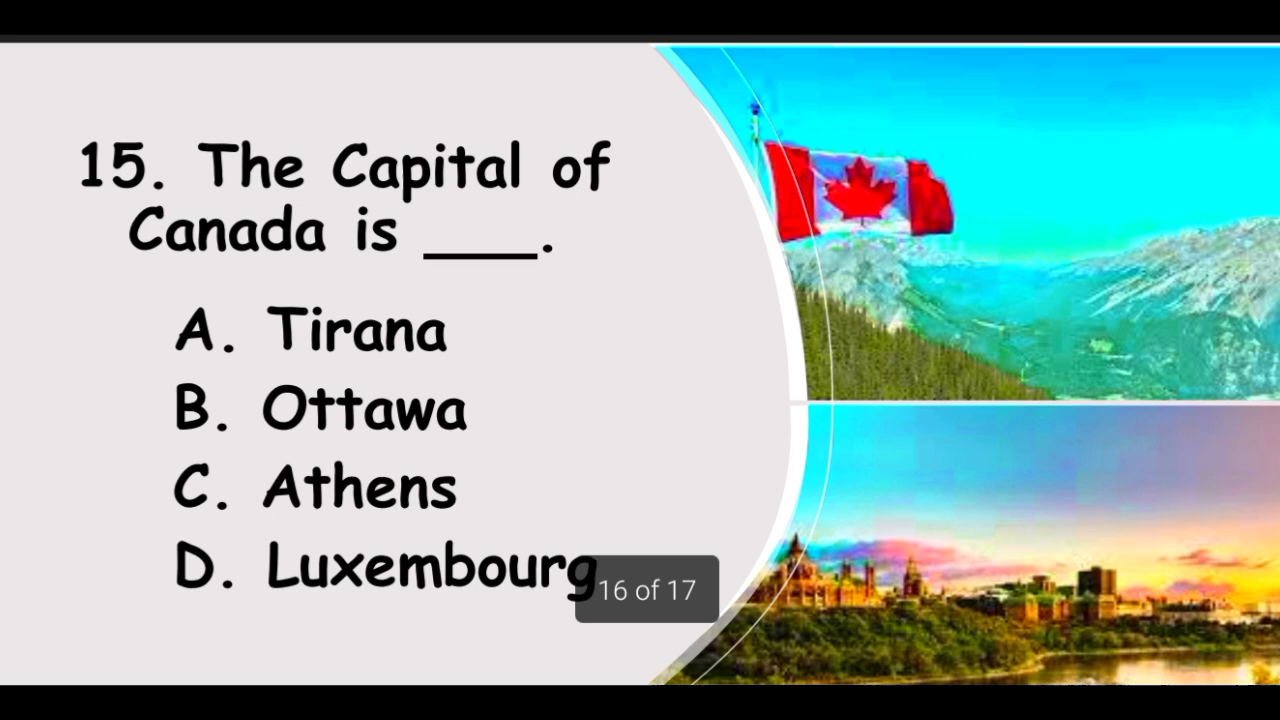 15. The Capital of
Canada is ___.
A. Tirana
B. Ottawa
C. Athens
D. Luxembourg
16 of 17